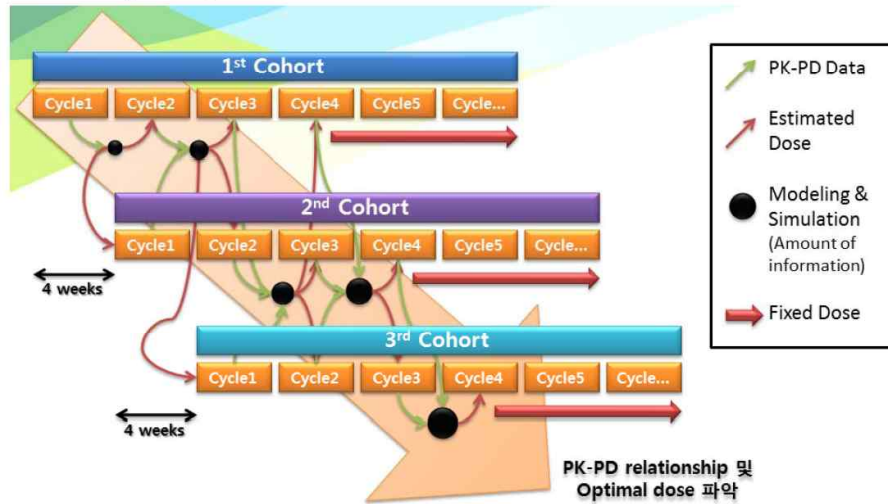 1st Cohort
Cycle1 Cycle2 Cycle3 Cycle4 Cycle5 Cycle...
2nd Cohort
Cycle1 Cycle2 Cycle3 Cycle4 Cycle5 Cycle...
4 weeks
3rd Cohort
Cycle1 Cycle2 Cycle3 Cycle4 Cycle5 Cycle...
4 weeks
PK-PD relationship 및
Optimal dose 파악
PK-PD Data
Estimated
Dose
Modeling &
Simulation
(Amount of
information)
Fixed Dose